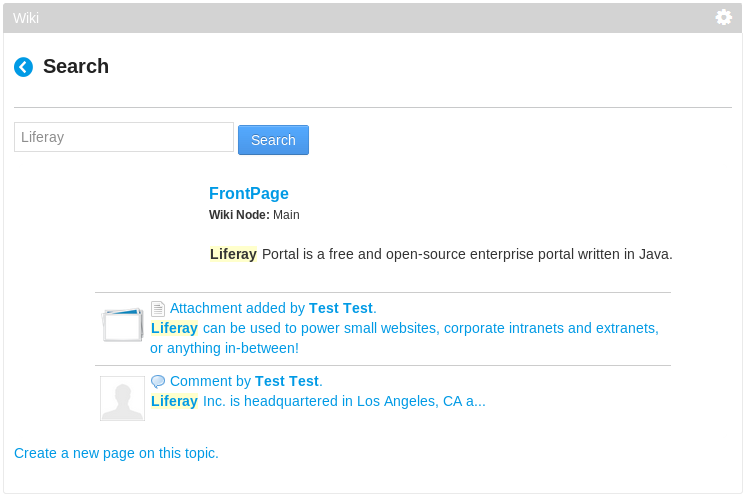 Wiki
Search
Liferay
Search
FrontPage
Wiki Node: Main
Liferay Portal is a free and open-source enterprise portal written in Java.
Attachment added by Test Test.
Liferay can be used to power small websites, corporate intranets and extranets,
or anything in-between!
Comment by Test Test.
Liferay Inc. is headquartered in Los Angeles, CA a...
Create a new page on this topic.